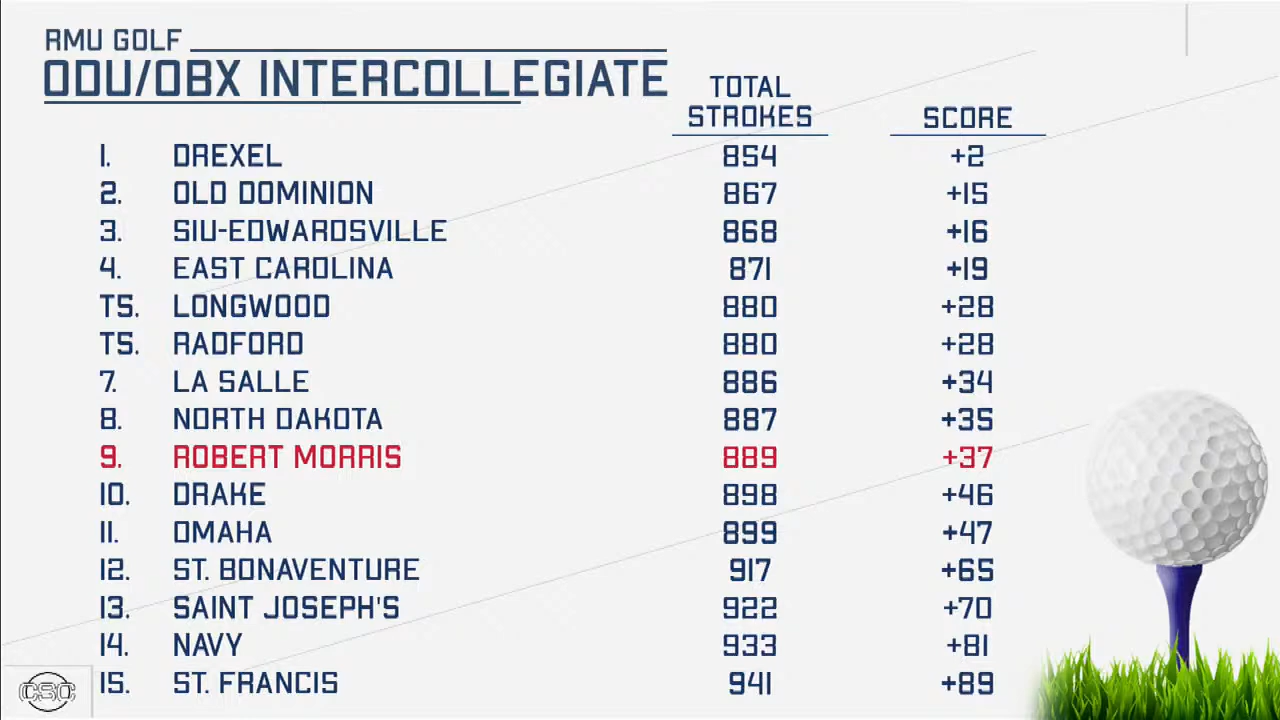 RMU GOLF
ODU/OBX INTERCOLLEGIATE
TOTAL STROKES SCORE
1. DREXEL 854 +2
2. OLD DOMINION 867 +15
3. SIU-EDWARDSVILLE 868 +16
4. EAST CAROLINA 871 +19
T5. LONGWOOD 880 +28
T5. RADFORD 880 +28
7. LA SALLE 886 +34
8. NORTH DAKOTA 887 +35
9. ROBERT MORRIS 889 +37
10. DRAKE 898 +46
11. OMAHA 899 +47
12. ST. BONAVENTURE 917 +65
13. SAINT JOSEPH'S 922 +70
14. NAVY 933 +81
15. ST. FRANCIS 941 +89
CSC